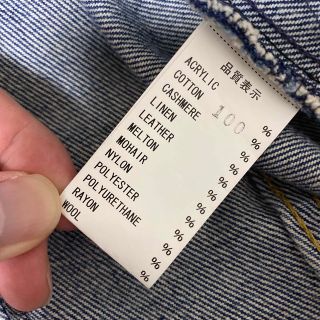 品質表示
ACRYLIC %
COTTON 100 %
CASHMERE %
LINEN %
LEATHER %
MELTON %
MOHAIR %
NYLON %
POLYESTER %
POLYURETHANE %
RAYON %
WOOL %